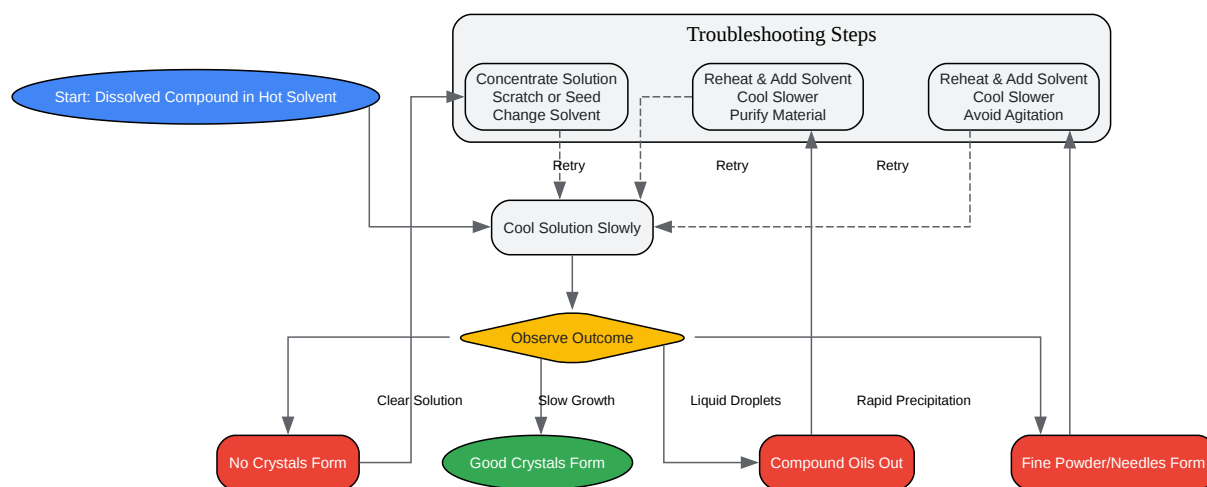 Troubleshooting Steps
Start: Dissolved Compound in Hot Solvent
Concentrate Solution
Scratch or Seed
Change Solvent
Reheat & Add Solvent
Cool Slower
Purify Material
Reheat & Add Solvent
Cool Slower
Avoid Agitation
Retry
Retry
Retry
Cool Solution Slowly
Observe Outcome
Clear Solution
Slow Growth
Liquid Droplets
Rapid Precipitation
No Crystals Form
Good Crystals Form
Compound Oils Out
Fine Powder/Needles Form